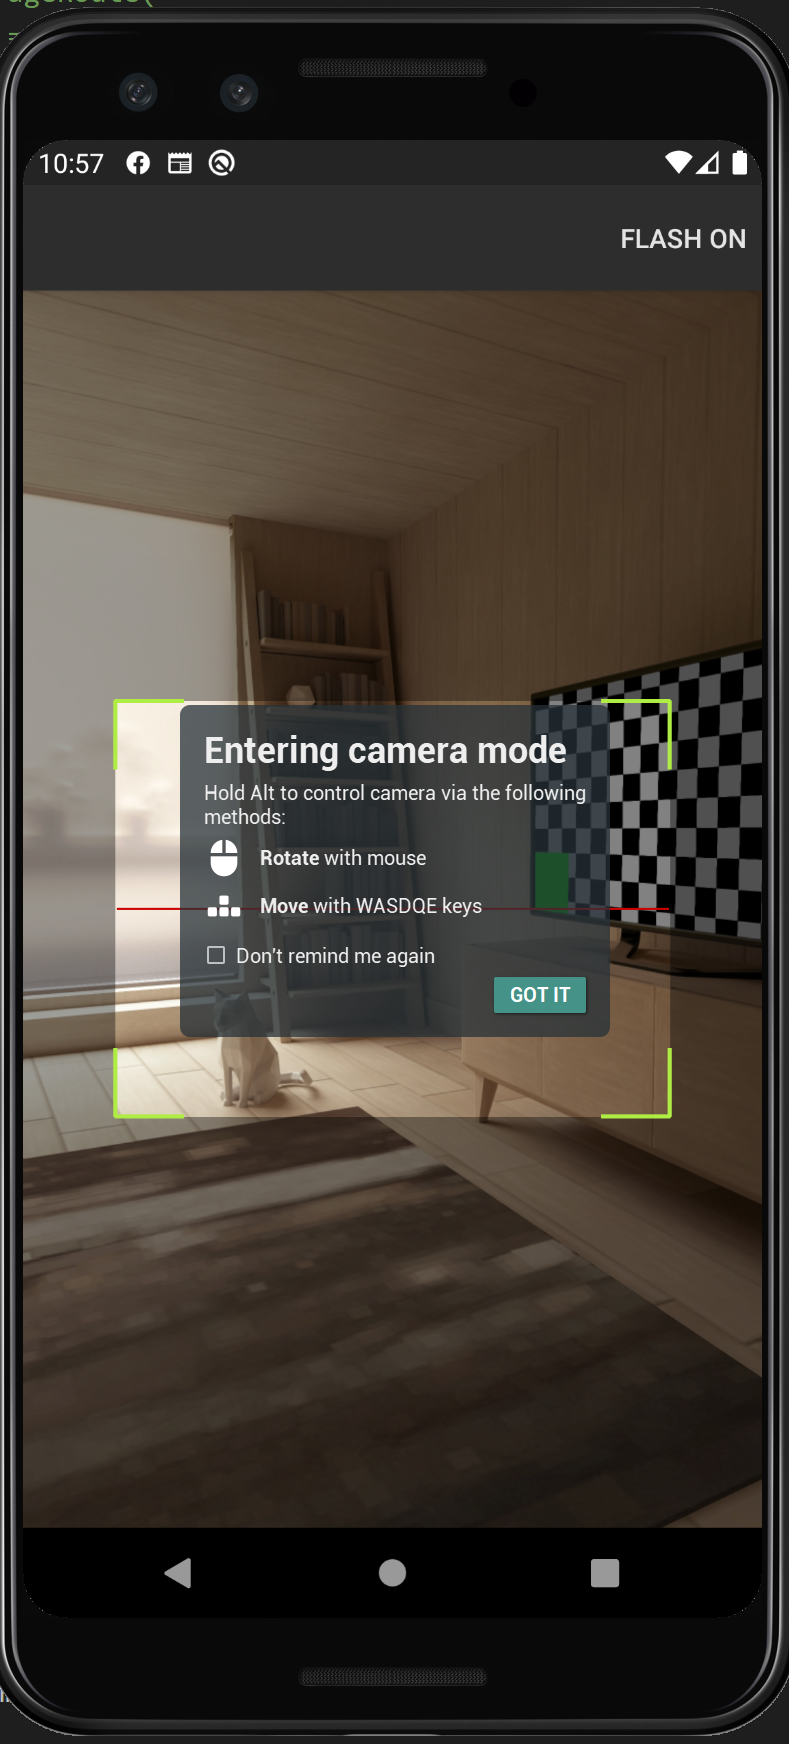 10:57
FLASH ON
Entering camera mode
Hold Alt to control camera via the following
methods:
Rotate with mouse
Move with WASDQE keys
Don't remind me again
GOT IT